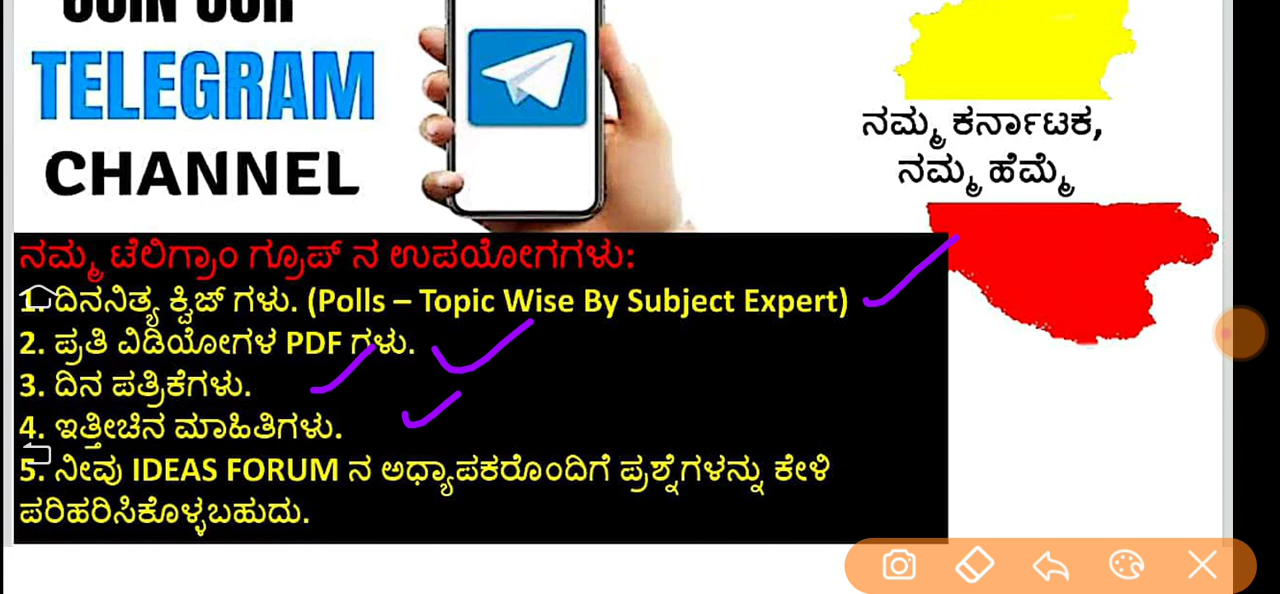 JOIN OUR
TELEGRAM
CHANNEL
ನಮ್ಮ ಕರ್ನಾಟಕ,
ನಮ್ಮ ಹೆಮ್ಮೆ
ನಮ್ಮ ಟೆಲಿಗ್ರಾಂ ಗ್ರೂಪ್ ನ ಉಪಯೋಗಗಳು:
1. ದಿನನಿತ್ಯ ಕ್ವಿಜ್ ಗಳು. (Polls – Topic Wise By Subject Expert)
2. ಪ್ರತಿ ವಿಡಿಯೋಗಳ PDF ಗಳು.
3. ದಿನ ಪತ್ರಿಕೆಗಳು.
4. ಇತ್ತೀಚಿನ ಮಾಹಿತಿಗಳು.
5. ನೀವು IDEAS FORUM ನ ಅಧ್ಯಾಪಕರೊಂದಿಗೆ ಪ್ರಶ್ನೆಗಳನ್ನು ಕೇಳಿ
ಪರಿಹರಿಸಿಕೊಳ್ಳಬಹುದು.